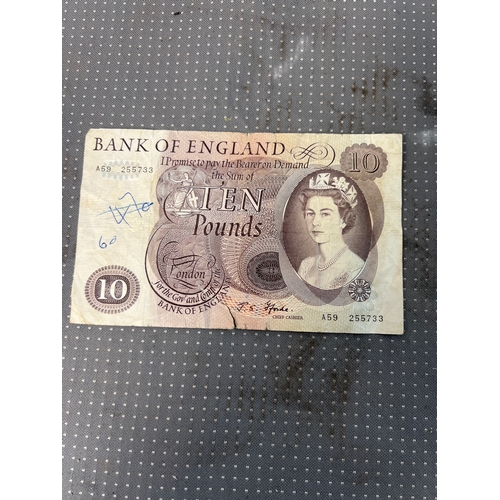 BANK OF ENGLAND
I Promise to pay the Bearer on Demand
the Sum of
10
A59 255733
TEN
Pounds
60
London
For the Govr and Compa of the
BANK OF ENGLAND
10
CHIEF CASHIER
A59 255733